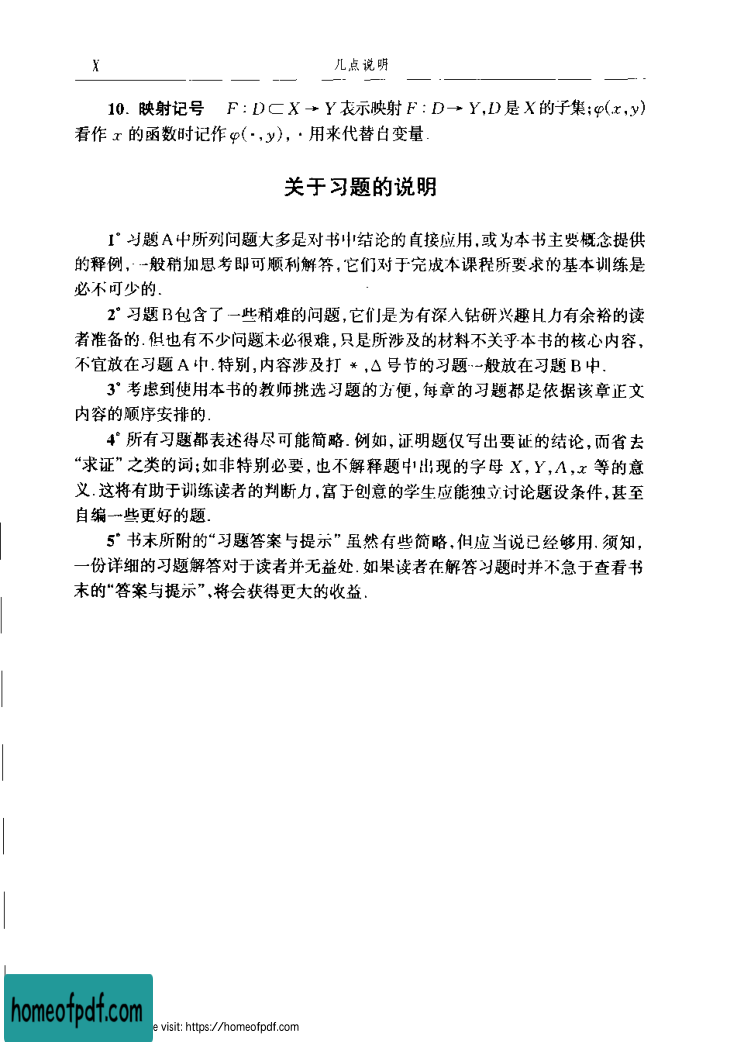 X 几点说明
10. 映射记号 F：D⊂X→Y表示映射F：D→Y，D是X的子集；φ(x,y)
看作x的函数时记作φ(·,y)，·用来代替自变量.
关于习题的说明
1° 习题A中所列问题大多是对书中结论的直接应用，或为本书主要概念提供
的释例，一般稍加思考即可顺利解答，它们对于完成本课程所要求的基本训练是
必不可少的.
2° 习题B包含了一些稍难的问题，它们是为有深入钻研兴趣且力有余裕的读
者准备的.但也有不少问题未必很难，只是所涉及的材料不关乎本书的核心内容，
不宜放在习题A中.特别，内容涉及打 *，△ 号节的习题一般放在习题B中.
3° 考虑到使用本书的教师挑选习题的方便，每章的习题都是依据该章正文
内容的顺序安排的.
4° 所有习题都表述得尽可能简略.例如，证明题仅写出要证的结论，而省去
“求证”之类的词；如非特别必要，也不解释题中出现的字母X，Y，A，x等的意
义.这将有助于训练读者的判断力，富于创意的学生应能独立讨论题设条件，甚至
自编一些更好的题.
5° 书末所附的“习题答案与提示”虽然有些简略，但应当说已经够用.须知，
一份详细的习题解答对于读者并无益处.如果读者在解答习题时并不急于查看书
末的“答案与提示”，将会获得更大的收益.
homeofpdf.com
e visit: https://homeofpdf.com